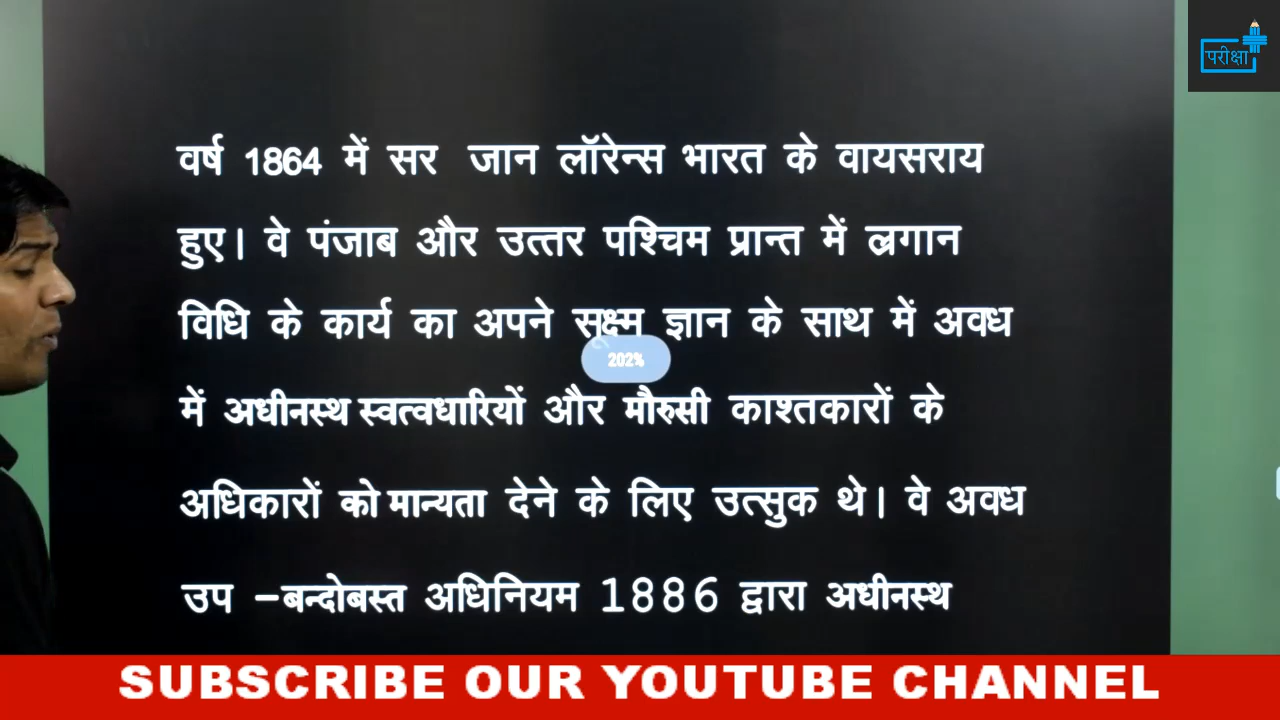 परीक्षा
वर्ष 1864 में सर जान लॉरेन्स भारत के वायसराय
हुए। वे पंजाब और उत्तर पश्चिम प्रान्त में लगान
विधि के कार्य का अपने सूक्ष्म ज्ञान के साथ में अवध
202%
में अधीनस्थ स्वत्वधारियों और मौरुसी काश्तकारों के
अधिकारों को मान्यता देने के लिए उत्सुक थे। वे अवध
उप -बन्दोबस्त अधिनियम 1886 द्वारा अधीनस्थ
SUBSCRIBE OUR YOUTUBE CHANNEL